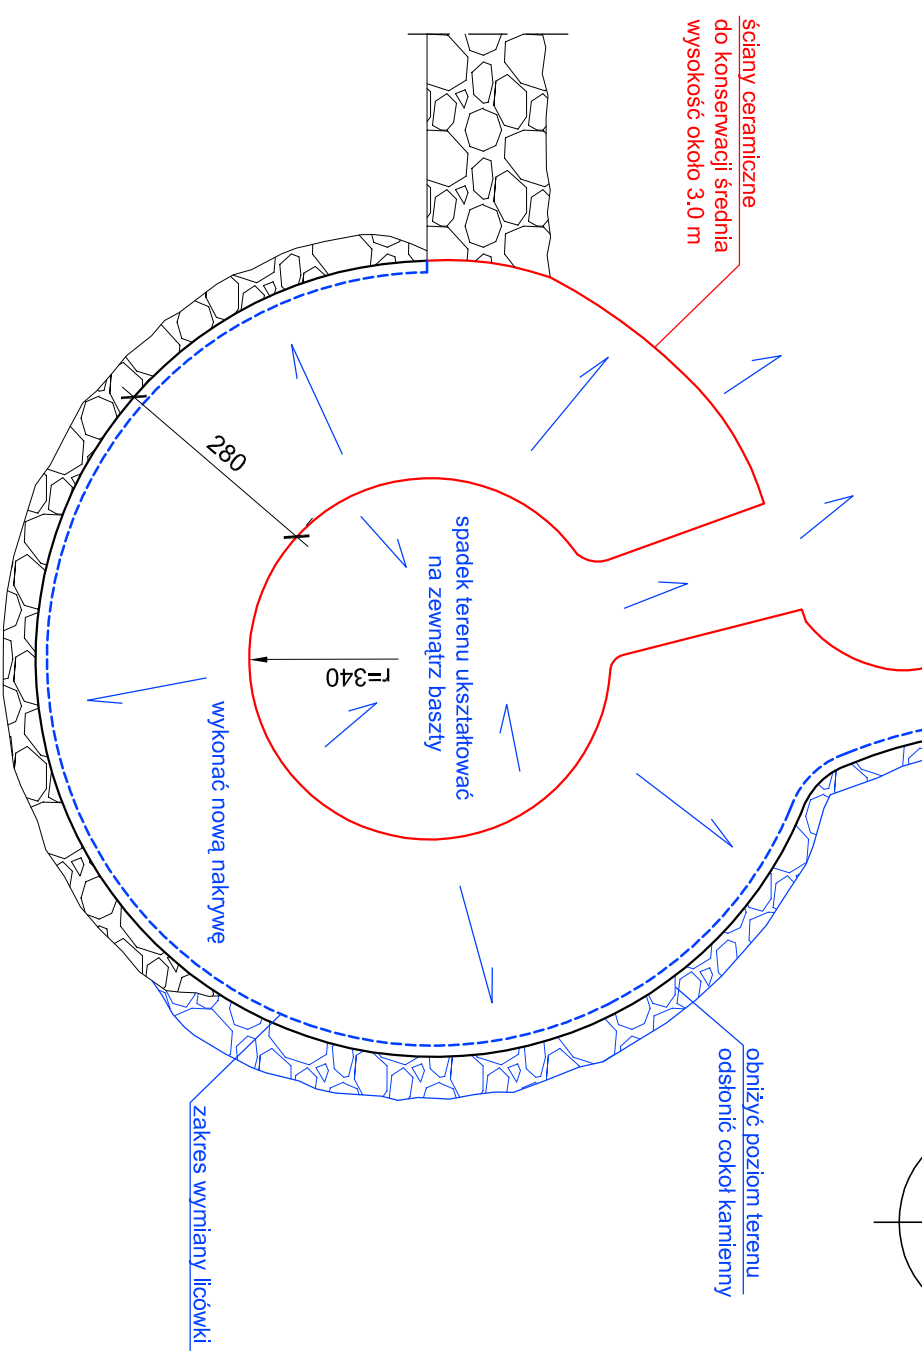 ściany ceramiczne
do konserwacji średnia
wysokość około 3.0 m
280
spadek terenu ukształtować
na zewnątrz baszty
r=340
wykonać nową nakrywę
obniżyć poziom terenu
odsłonić cokół kamienny
zakres wymiany licówki